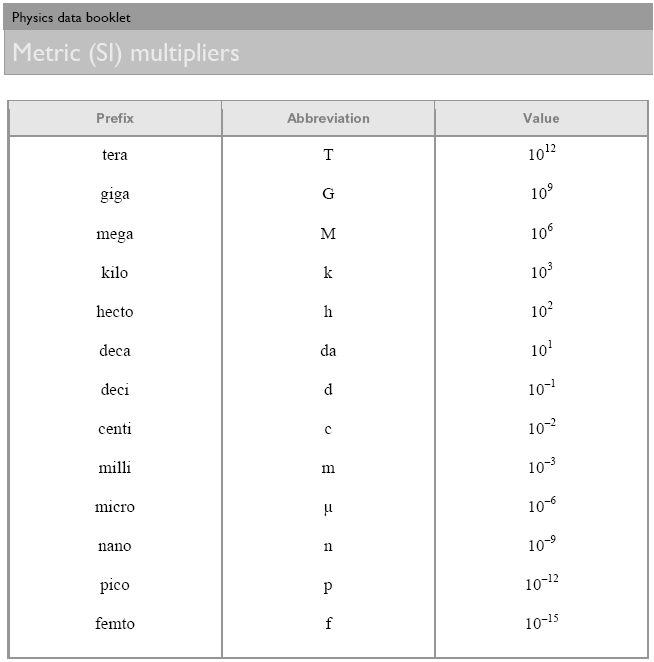 Physics data booklet
Metric (SI) multipliers
Prefix Abbreviation Value
tera T 10¹²
giga G 10⁹
mega M 10⁶
kilo k 10³
hecto h 10²
deca da 10¹
deci d 10⁻¹
centi c 10⁻²
milli m 10⁻³
micro μ 10⁻⁶
nano n 10⁻⁹
pico p 10⁻¹²
femto f 10⁻¹⁵